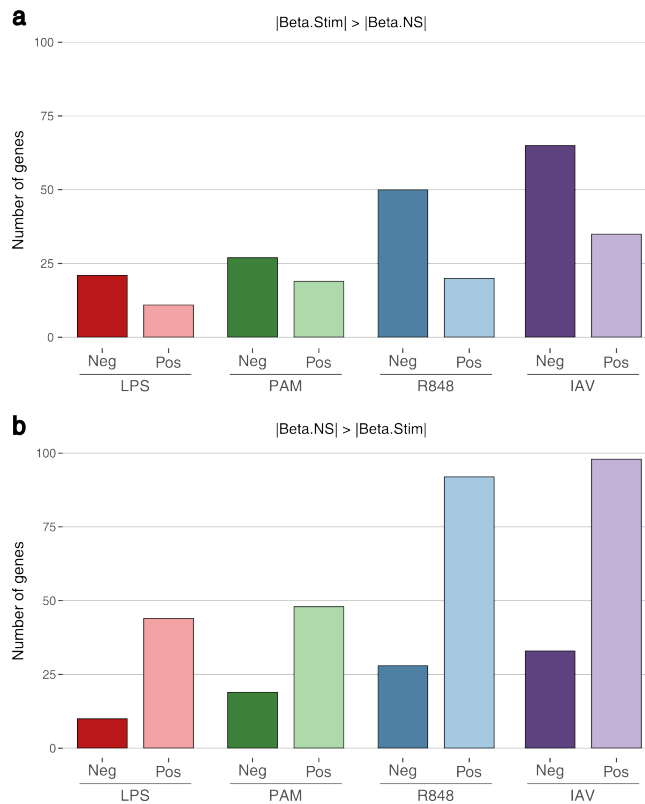 a
|Beta.Stim| > |Beta.NS|
100
75
50
25
0
Number of genes
Neg Pos Neg Pos Neg Pos Neg Pos
LPS PAM R848 IAV
b
|Beta.NS| > |Beta.Stim|
100
75
50
25
0
Number of genes
Neg Pos Neg Pos Neg Pos Neg Pos
LPS PAM R848 IAV